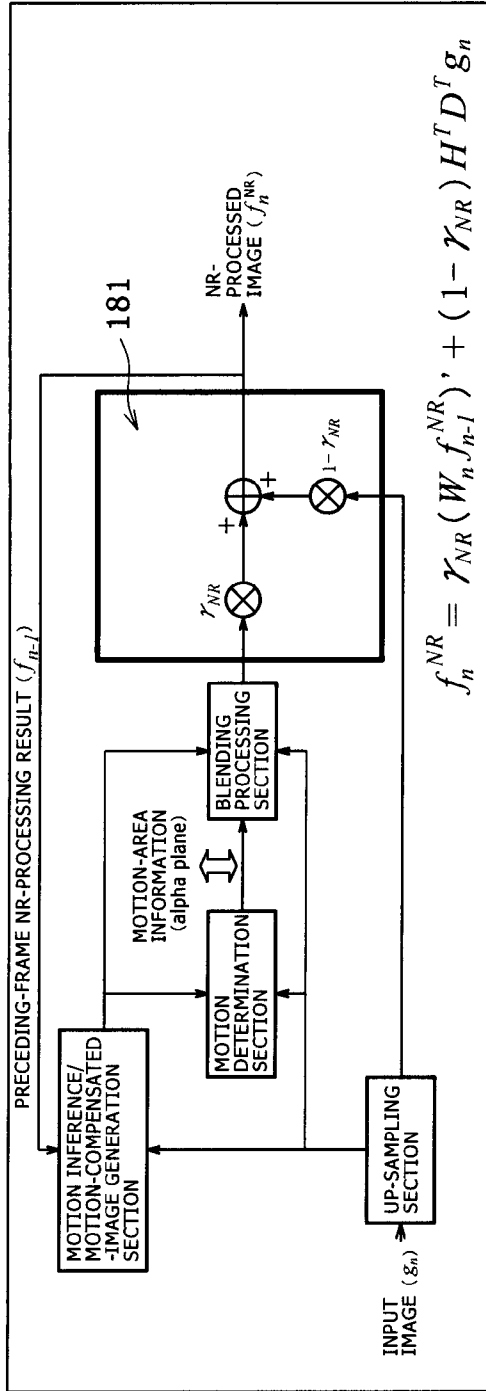 PRECEDING-FRAME NR-PROCESSING RESULT (f_{n-1})
MOTION INFERENCE/
MOTION-COMPENSATED
-IMAGE GENERATION
SECTION
MOTION-AREA
INFORMATION
(alpha plane)
MOTION
DETERMINATION
SECTION
BLENDING
PROCESSING
SECTION
181
γ_{NR}
+
+
1-γ_{NR}
NR-
PROCESSED
IMAGE (f_n^{NR})
UP-SAMPLING
SECTION
INPUT
IMAGE (g_n)
f_n^{NR} = γ_{NR} (W_n f_{n-1}^{NR})' + (1-γ_{NR}) H^T D^T g_n